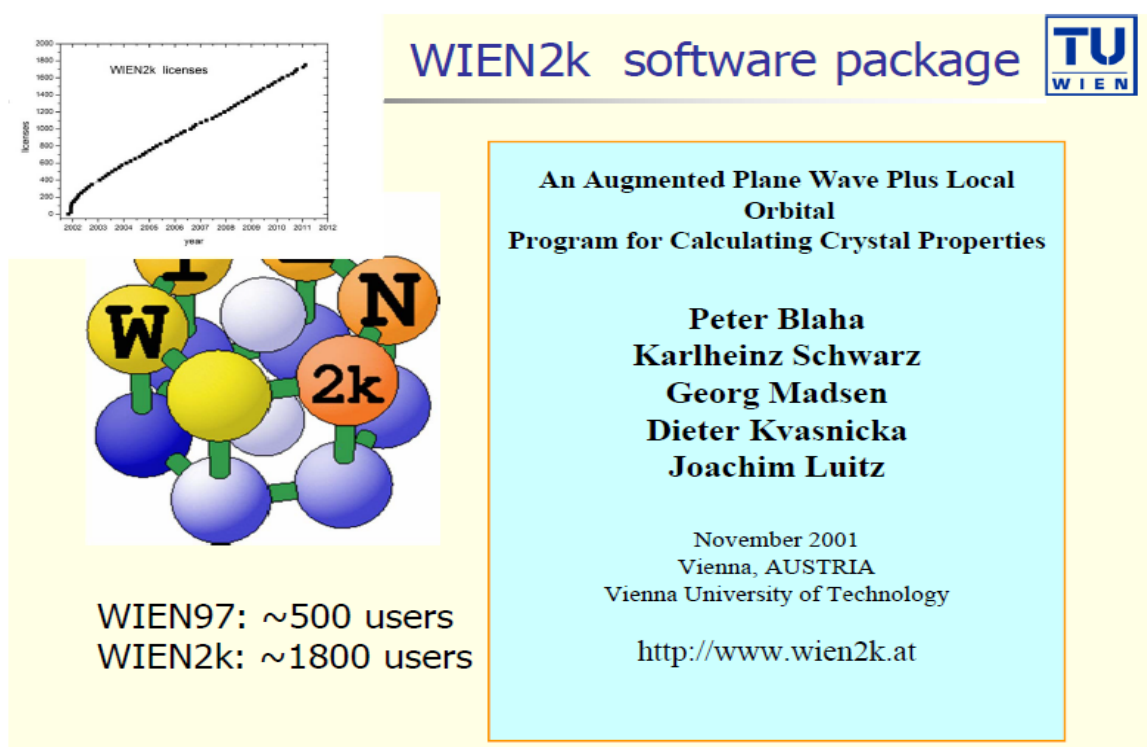 WIEN2k software package
TU
WIEN
2000
1800
1600
1400
1200
1000
800
600
400
200
0
WIEN2k licenses
licenses
2002 2003 2004 2005 2006 2007 2008 2009 2010 2011 2012
year
W
N
2k
WIEN97: ~500 users
WIEN2k: ~1800 users
An Augmented Plane Wave Plus Local
Orbital
Program for Calculating Crystal Properties
Peter Blaha
Karlheinz Schwarz
Georg Madsen
Dieter Kvasnicka
Joachim Luitz
November 2001
Vienna, AUSTRIA
Vienna University of Technology
http://www.wien2k.at